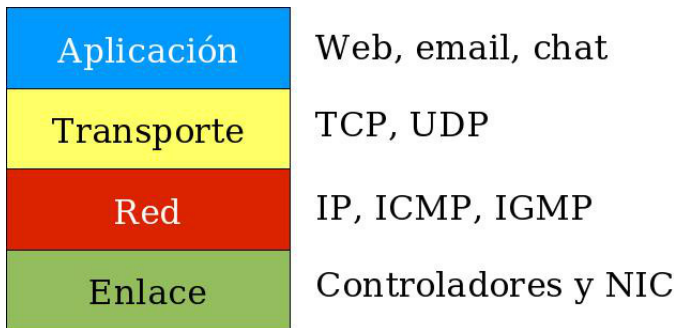 Aplicación Web, email, chat
Transporte TCP, UDP
Red IP, ICMP, IGMP
Enlace Controladores y NIC